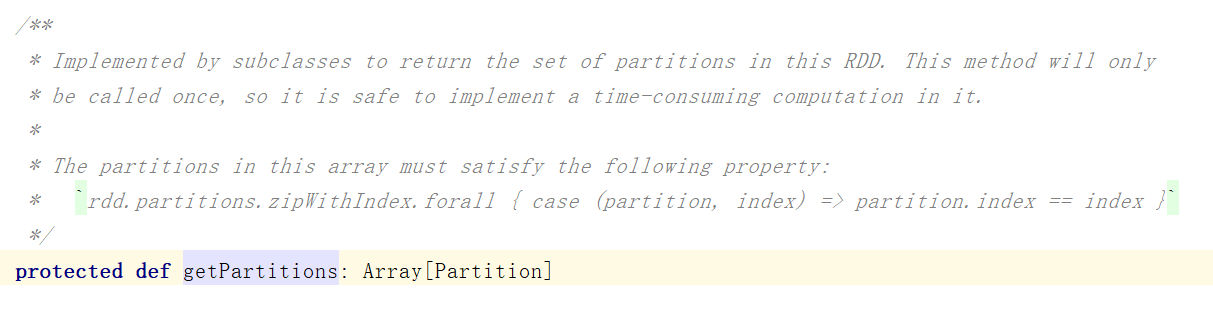 /**
 * Implemented by subclasses to return the set of partitions in this RDD. This method will only
 * be called once, so it is safe to implement a time-consuming computation in it.
 *
 * The partitions in this array must satisfy the following property:
 *   `rdd.partitions.zipWithIndex.forall { case (partition, index) => partition.index == index }`
 */
protected def getPartitions: Array[Partition]